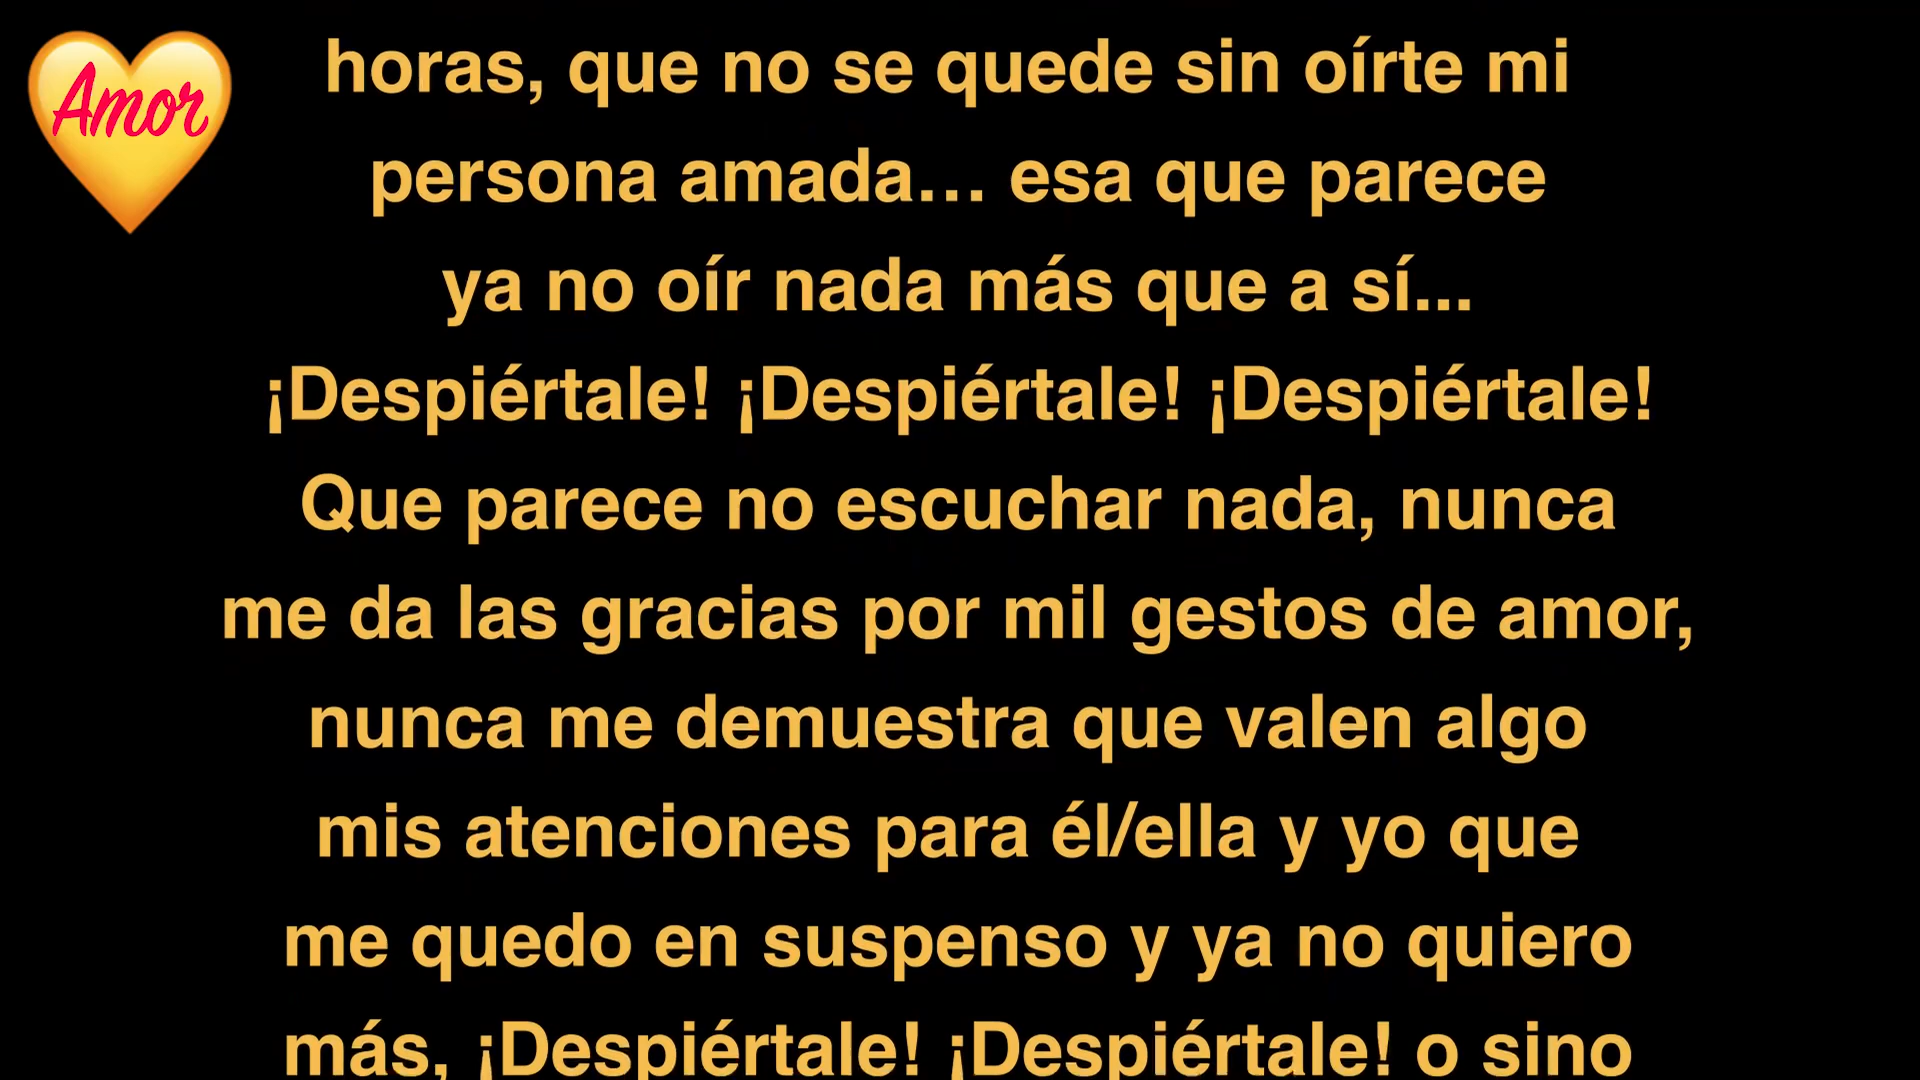 Amor
horas, que no se quede sin oírte mi
persona amada… esa que parece
ya no oír nada más que a sí...
¡Despiértale! ¡Despiértale! ¡Despiértale!
Que parece no escuchar nada, nunca
me da las gracias por mil gestos de amor,
nunca me demuestra que valen algo
mis atenciones para él/ella y yo que
me quedo en suspenso y ya no quiero
más, ¡Despiértale! ¡Despiértale! o sino